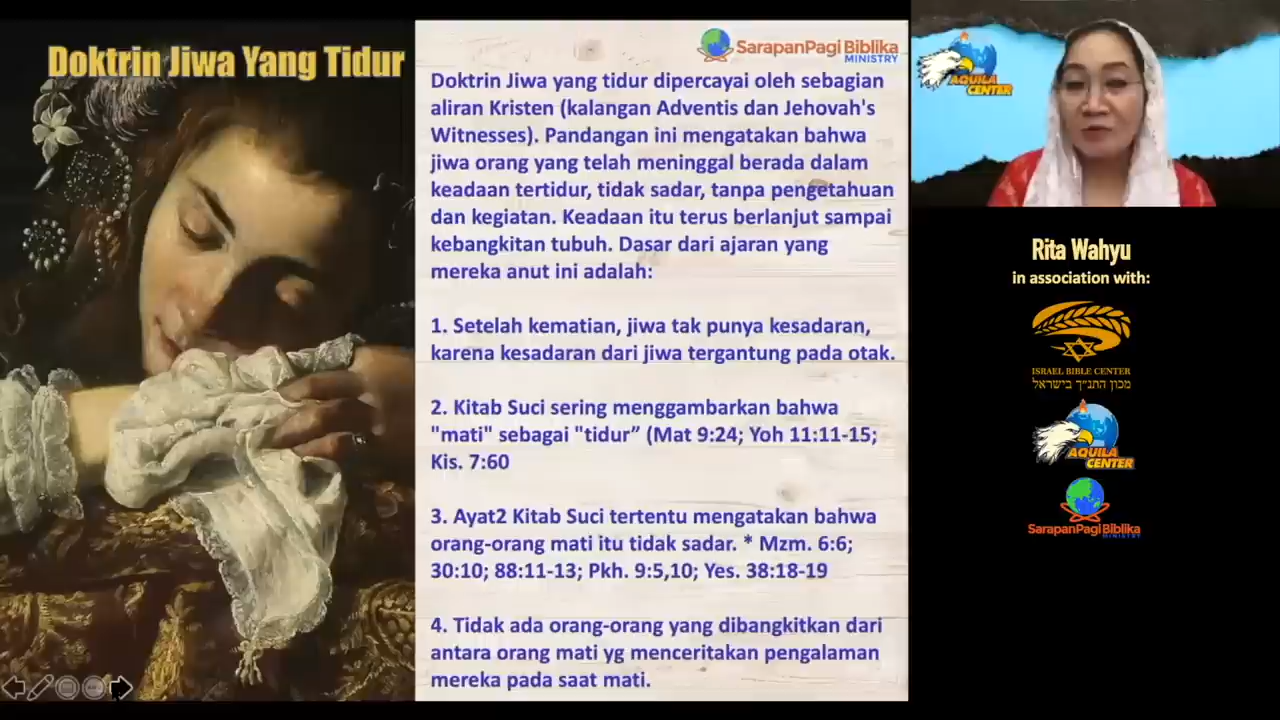 Doktrin Jiwa Yang Tidur
SarapanPagi Biblika
MINISTRY
Doktrin Jiwa yang tidur dipercayai oleh sebagian
aliran Kristen (kalangan Adventis dan Jehovah's
Witnesses). Pandangan ini mengatakan bahwa
jiwa orang yang telah meninggal berada dalam
keadaan tertidur, tidak sadar, tanpa pengetahuan
dan kegiatan. Keadaan itu terus berlanjut sampai
kebangkitan tubuh. Dasar dari ajaran yang
mereka anut ini adalah:
1. Setelah kematian, jiwa tak punya kesadaran,
karena kesadaran dari jiwa tergantung pada otak.
2. Kitab Suci sering menggambarkan bahwa
"mati" sebagai "tidur” (Mat 9:24; Yoh 11:11-15;
Kis. 7:60
3. Ayat2 Kitab Suci tertentu mengatakan bahwa
orang-orang mati itu tidak sadar. * Mzm. 6:6;
30:10; 88:11-13; Pkh. 9:5,10; Yes. 38:18-19
4. Tidak ada orang-orang yang dibangkitkan dari
antara orang mati yg menceritakan pengalaman
mereka pada saat mati.
AQUILA
CENTER
Rita Wahyu
in association with:
ISRAEL BIBLE CENTER
מכון התנ״ך בישראל
AQUILA
CENTER
SarapanPagi Biblika
MINISTRY